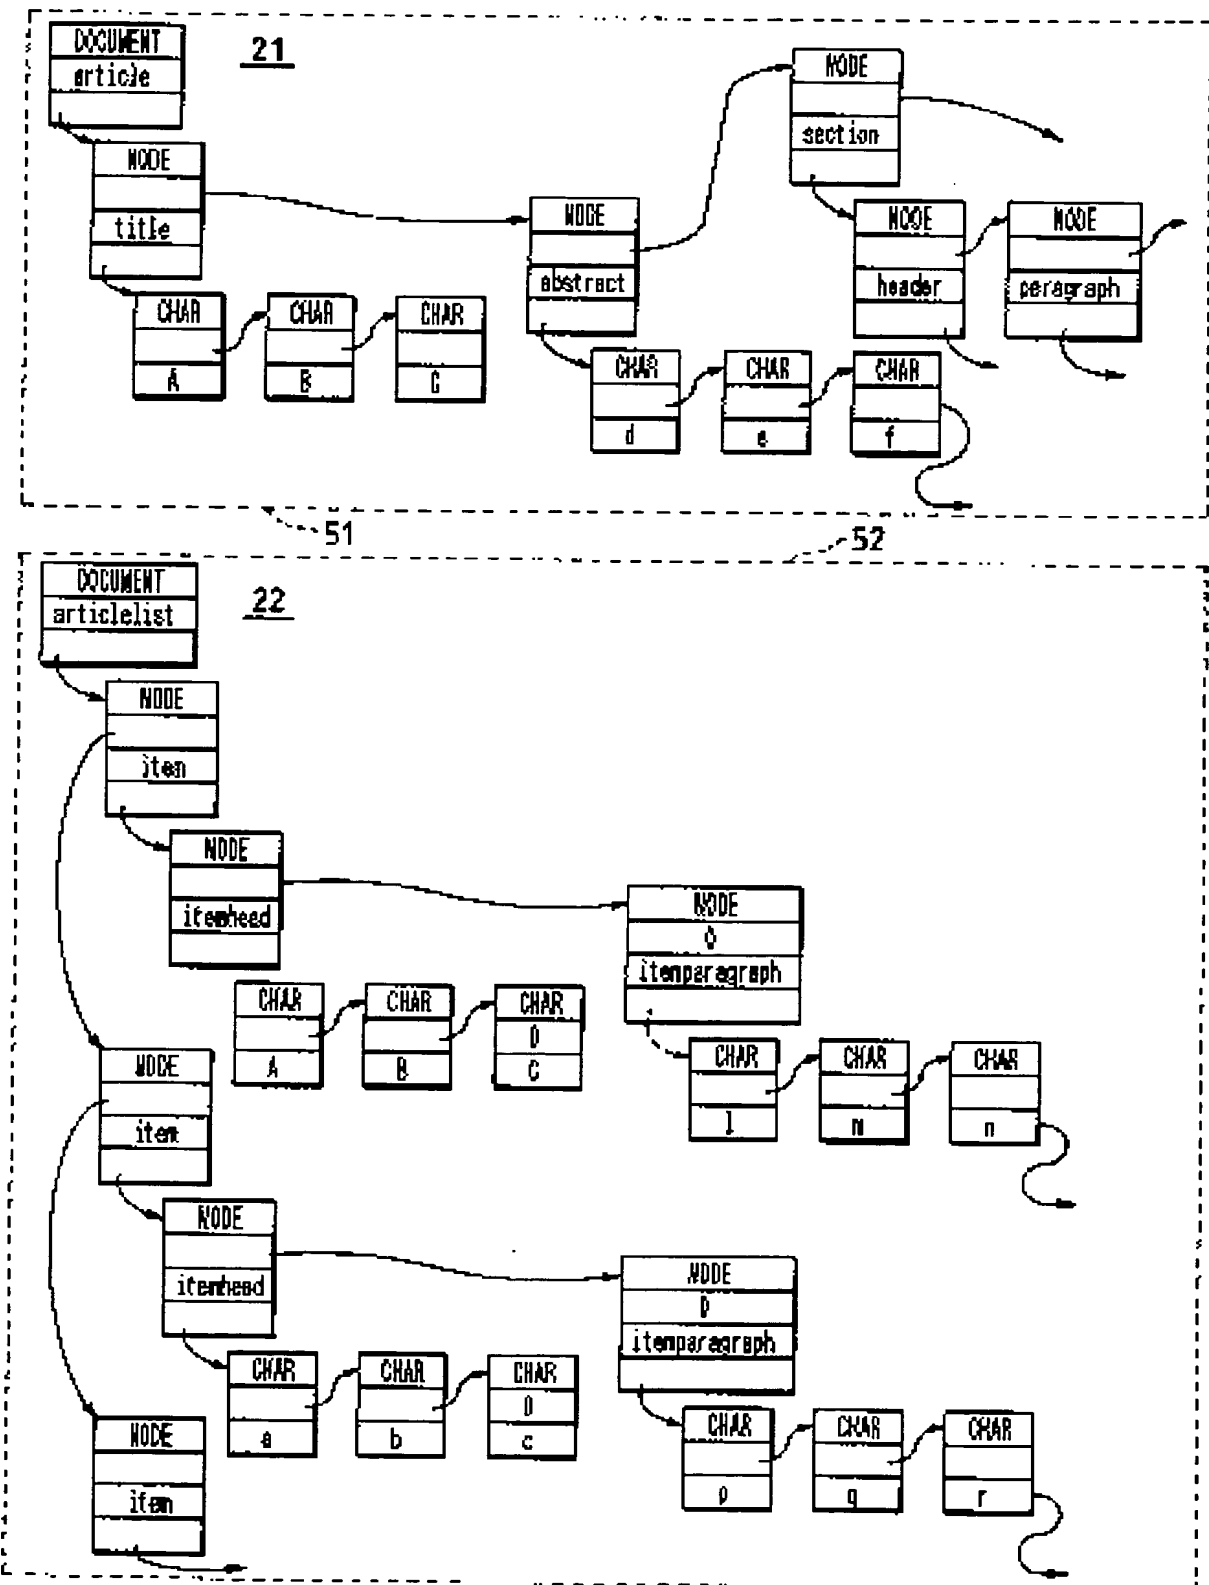 DOCUMENT
article
21
NODE
title
CHAR
A
CHAR
B
CHAR
C
NODE
abstract
CHAR
d
CHAR
e
CHAR
f
NODE
section
NODE
header
NODE
paragraph
51
52
DOCUMENT
articlelist
22
NODE
item
NODE
itemhead
CHAR
A
CHAR
B
CHAR
0
C
NODE
0
itemparagraph
CHAR
l
CHAR
m
CHAR
n
NODE
item
NODE
itemhead
CHAR
a
CHAR
b
CHAR
0
c
NODE
0
itemparagraph
CHAR
p
CHAR
q
CHAR
r
NODE
item